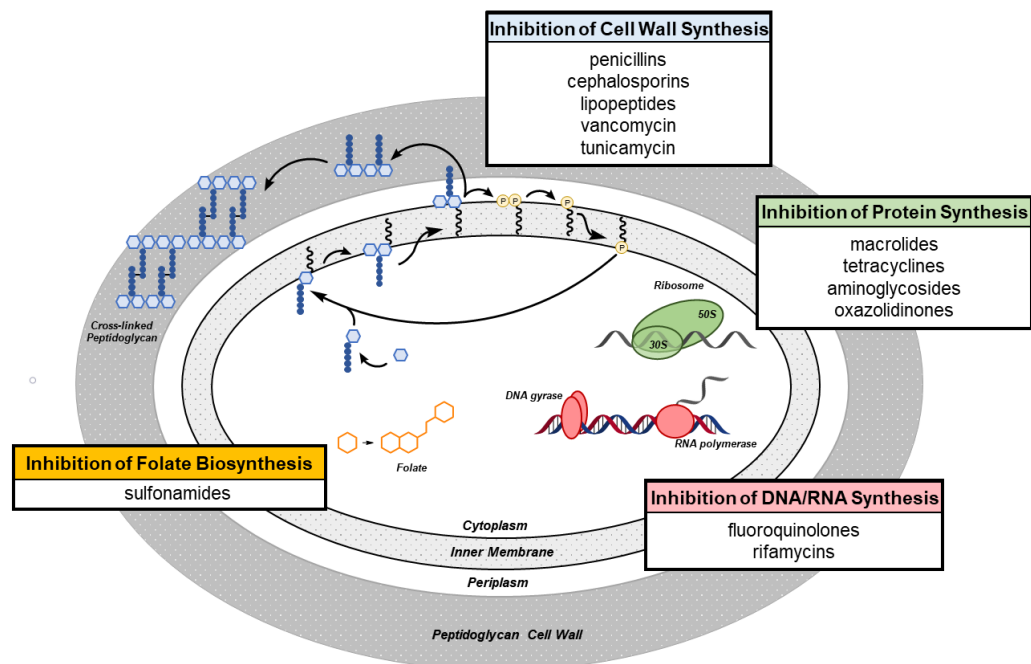 Inhibition of Cell Wall Synthesis
penicillins
cephalosporins
lipopeptides
vancomycin
tunicamycin
P
P
P
P
Inhibition of Protein Synthesis
macrolides
tetracyclines
aminoglycosides
oxazolidinones
Ribosome
50S
30S
Cross-linked
Peptidoglycan
DNA gyrase
RNA polymerase
Folate
Inhibition of Folate Biosynthesis
sulfonamides
Inhibition of DNA/RNA Synthesis
fluoroquinolones
rifamycins
Cytoplasm
Inner Membrane
Periplasm
Peptidoglycan Cell Wall